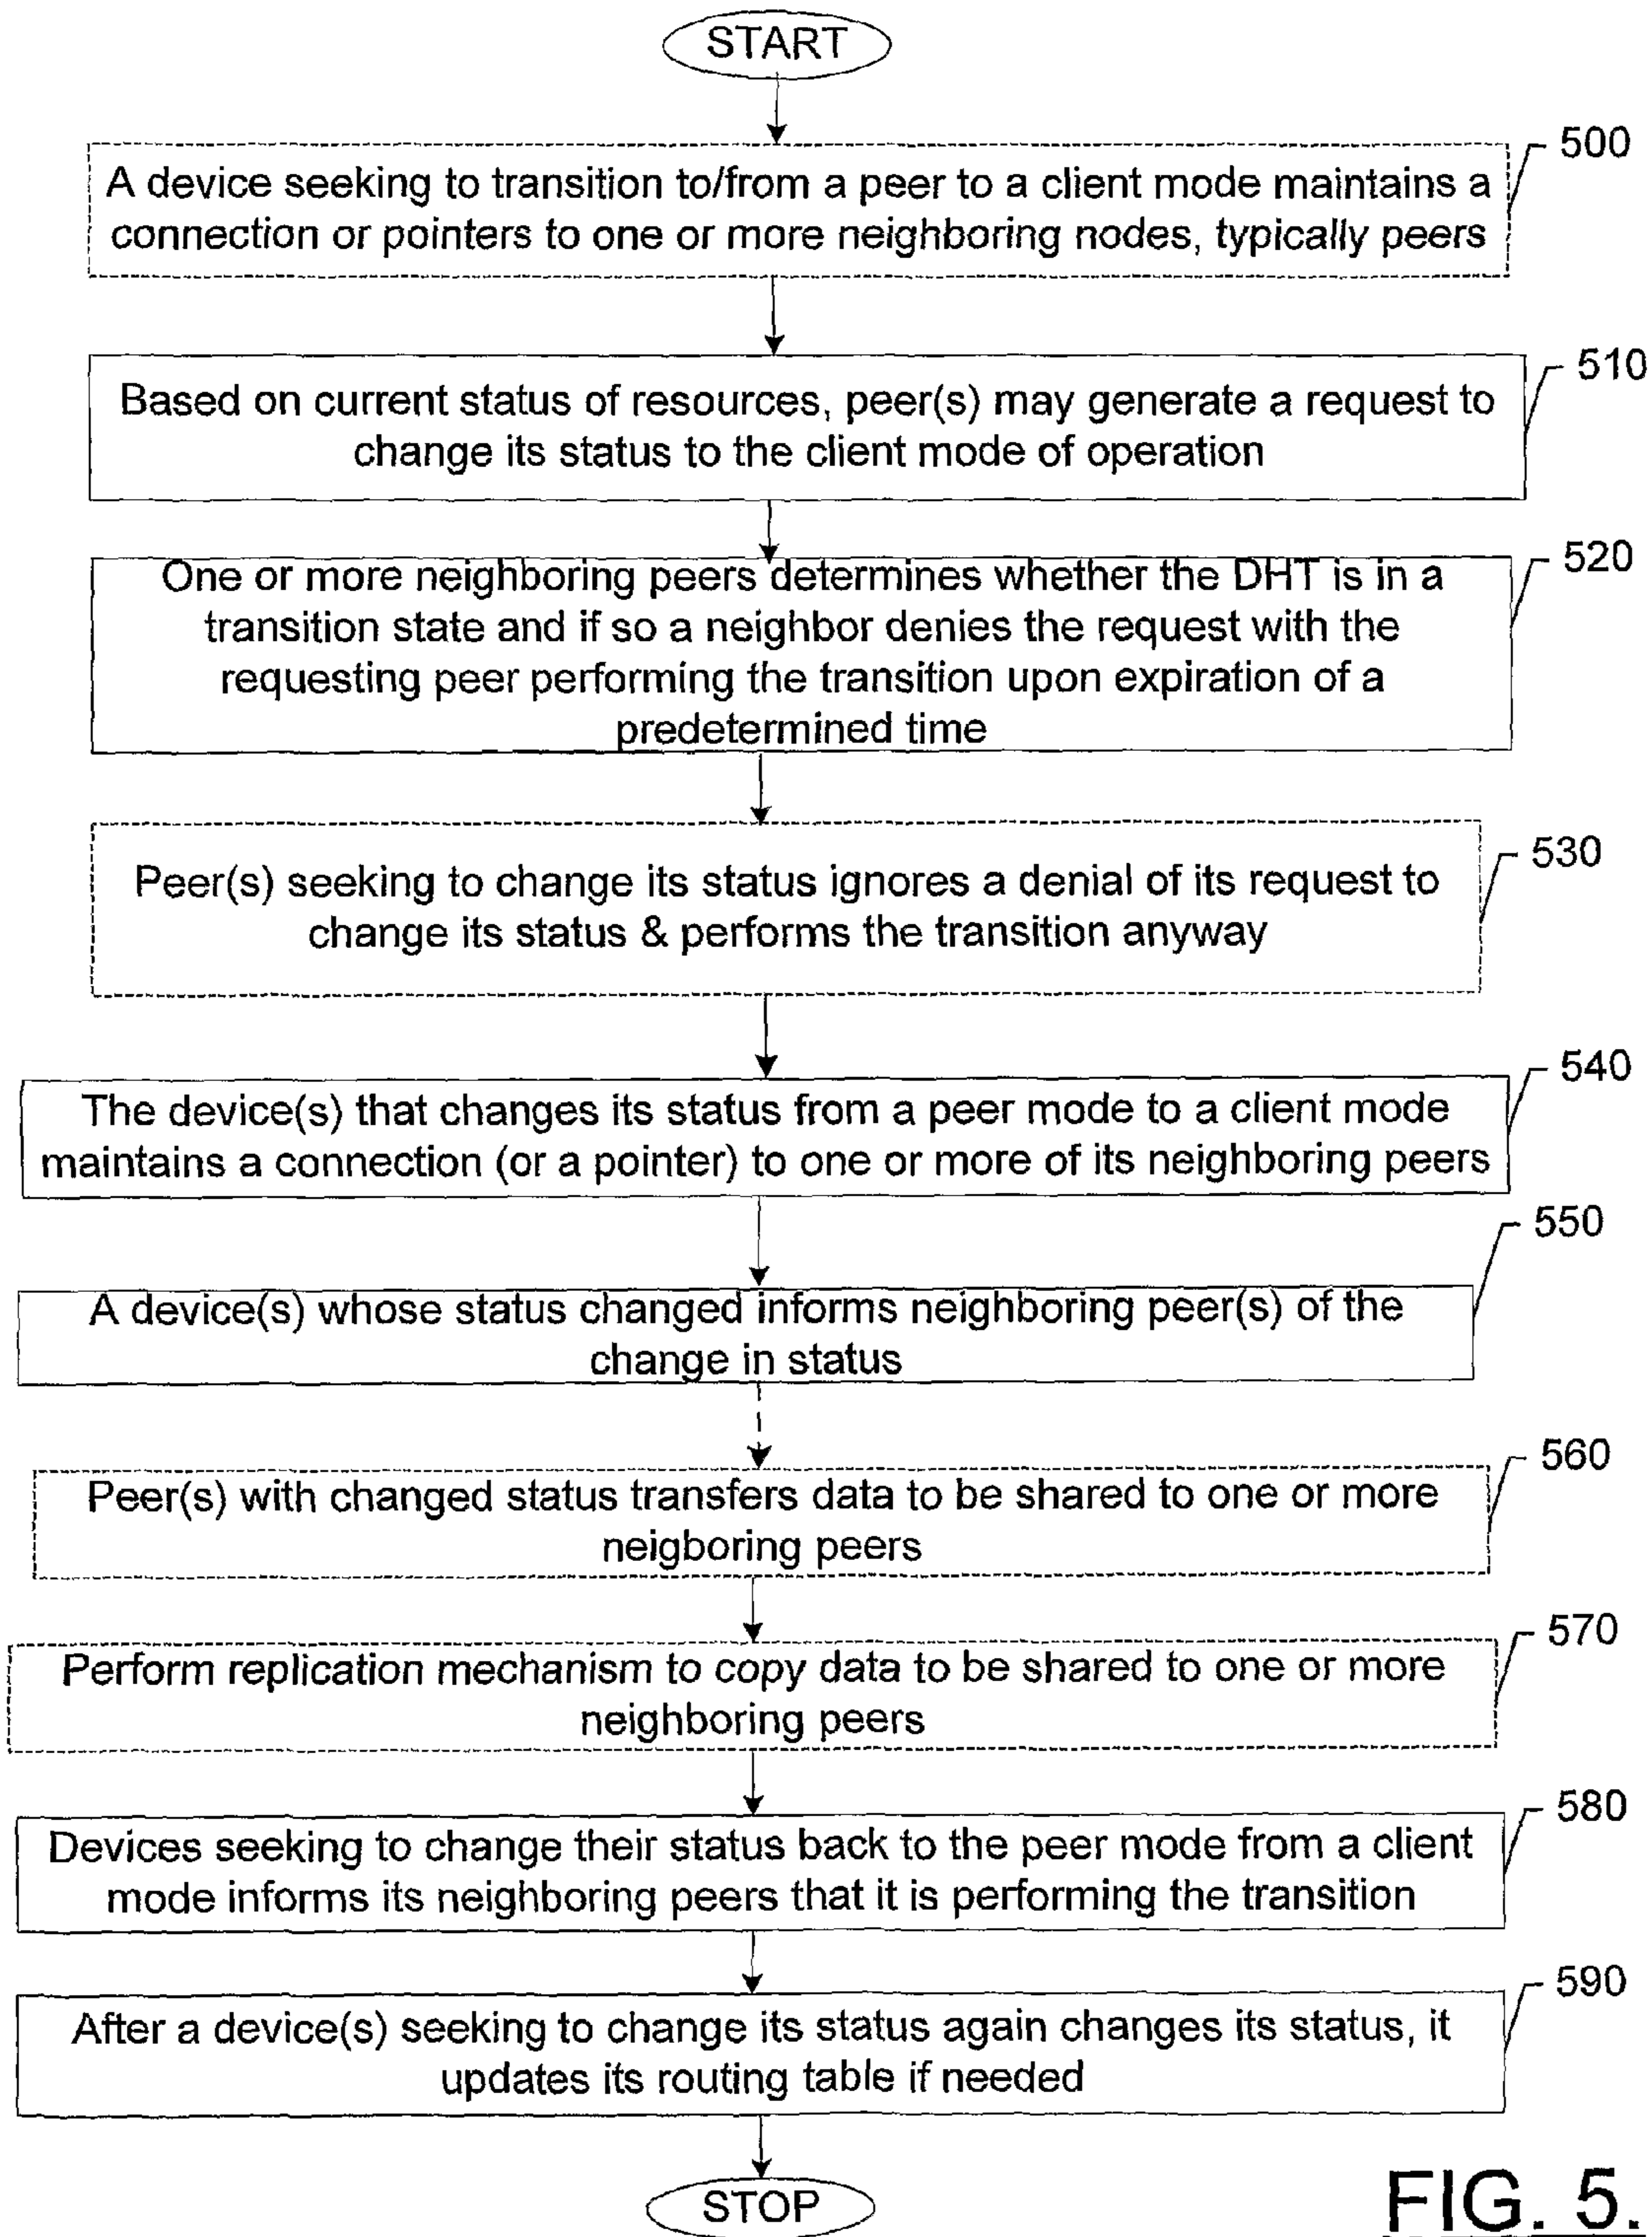 START
500
A device seeking to transition to/from a peer to a client mode maintains a
connection or pointers to one or more neighboring nodes, typically peers
510
Based on current status of resources, peer(s) may generate a request to
change its status to the client mode of operation
520
One or more neighboring peers determines whether the DHT is in a
transition state and if so a neighbor denies the request with the
requesting peer performing the transition upon expiration of a
predetermined time
530
Peer(s) seeking to change its status ignores a denial of its request to
change its status & performs the transition anyway
540
The device(s) that changes its status from a peer mode to a client mode
maintains a connection (or a pointer) to one or more of its neighboring peers
550
A device(s) whose status changed informs neighboring peer(s) of the
change in status
560
Peer(s) with changed status transfers data to be shared to one or more
neigboring peers
570
Perform replication mechanism to copy data to be shared to one or more
neighboring peers
580
Devices seeking to change their status back to the peer mode from a client
mode informs its neighboring peers that it is performing the transition
590
After a device(s) seeking to change its status again changes its status, it
updates its routing table if needed
STOP
FIG. 5.